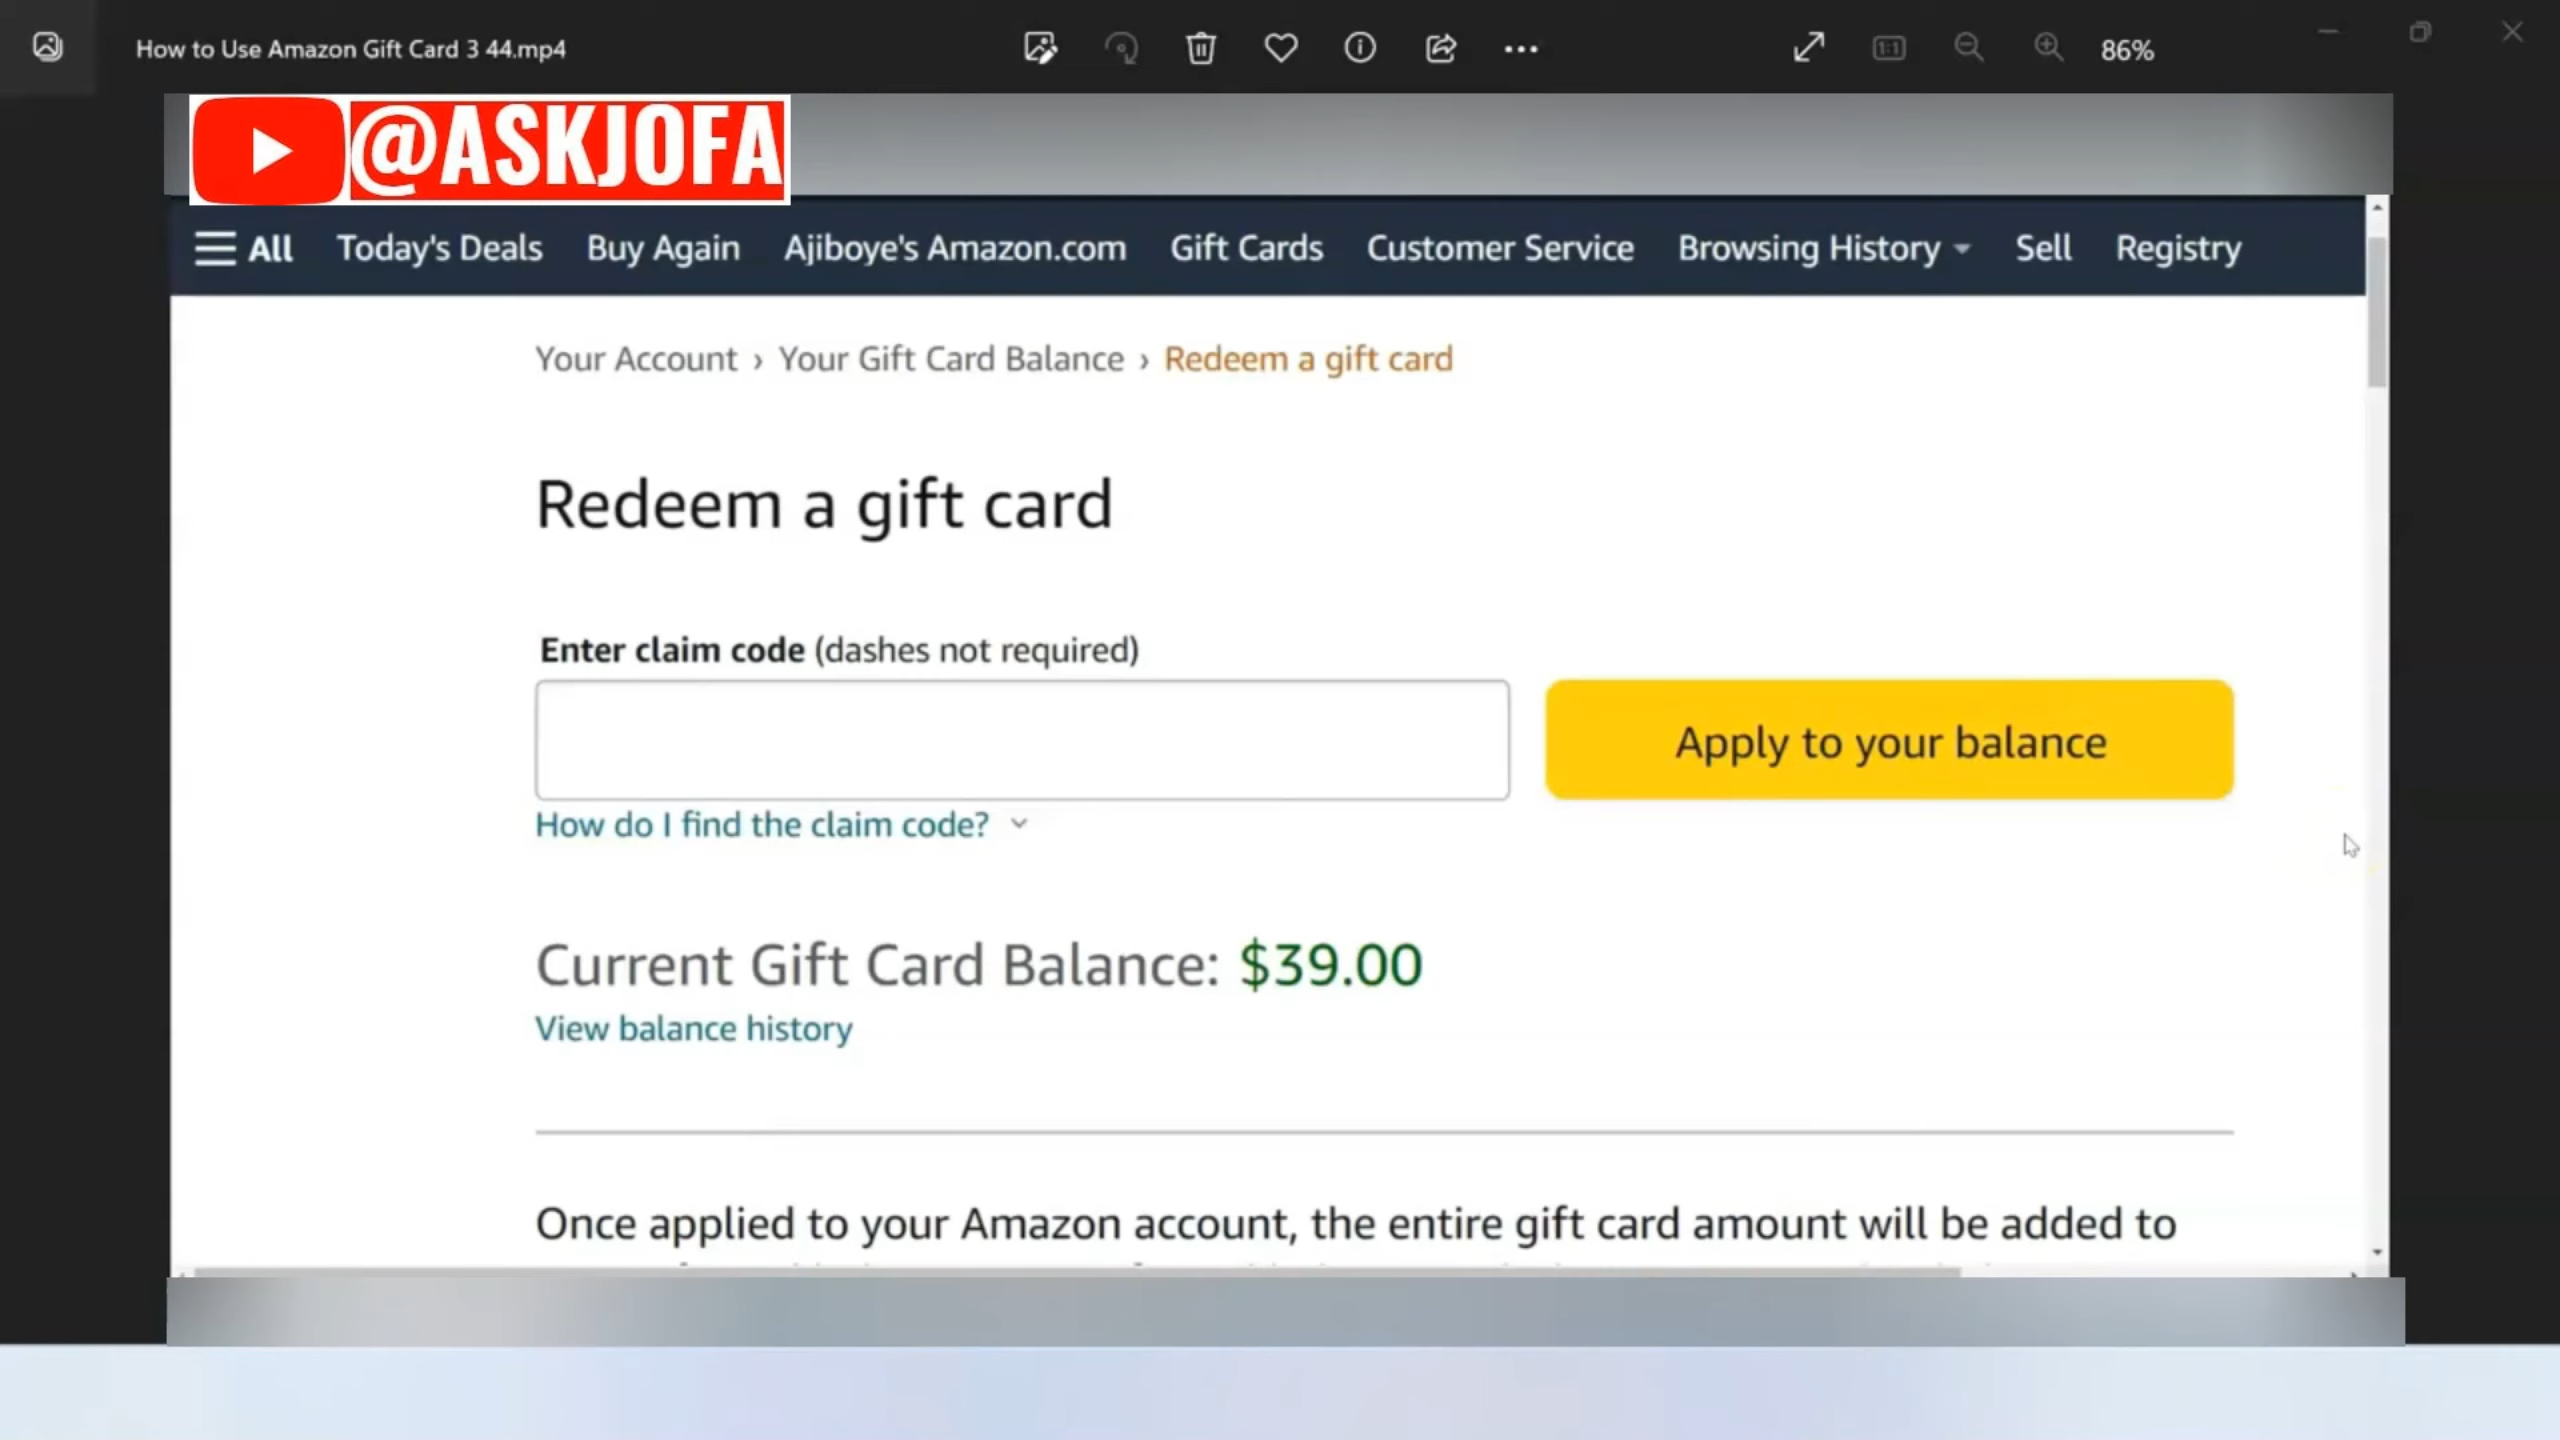 How to Use Amazon Gift Card 3 44.mp4
86%
@ASKJOFA
All Today's Deals Buy Again Ajiboye's Amazon.com Gift Cards Customer Service Browsing History Sell Registry
Your Account › Your Gift Card Balance › Redeem a gift card
Redeem a gift card
Enter claim code (dashes not required)
Apply to your balance
How do I find the claim code?
Current Gift Card Balance: $39.00
View balance history
Once applied to your Amazon account, the entire gift card amount will be added to